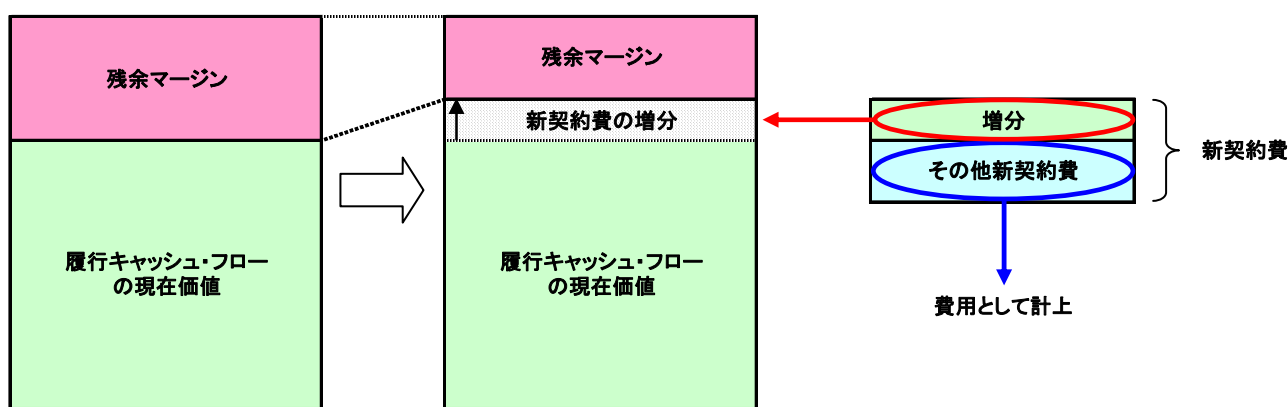 残余マージン
履行キャッシュ・フロー
の現在価値
残余マージン
新契約費の増分
履行キャッシュ・フロー
の現在価値
増分
その他新契約費
新契約費
費用として計上